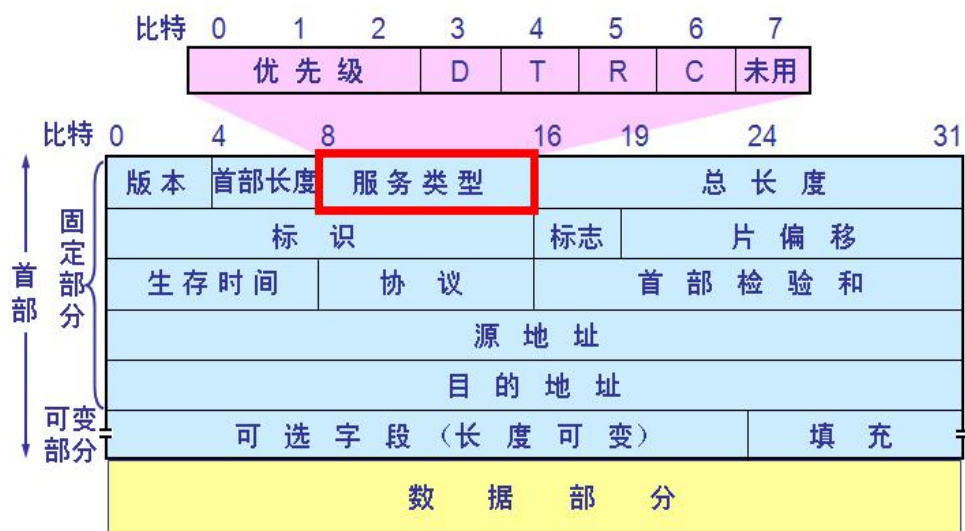 比特 0 1 2 3 4 5 6 7
优先级 D T R C 未用
比特 0 4 8 16 19 24 31
版本 首部长度 服务类型 总长度
标识 标志 片偏移
生存时间 协议 首部检验和
源地址
目的地址
可选字段（长度可变） 填充
数据部分
首部
固定部分
可变部分